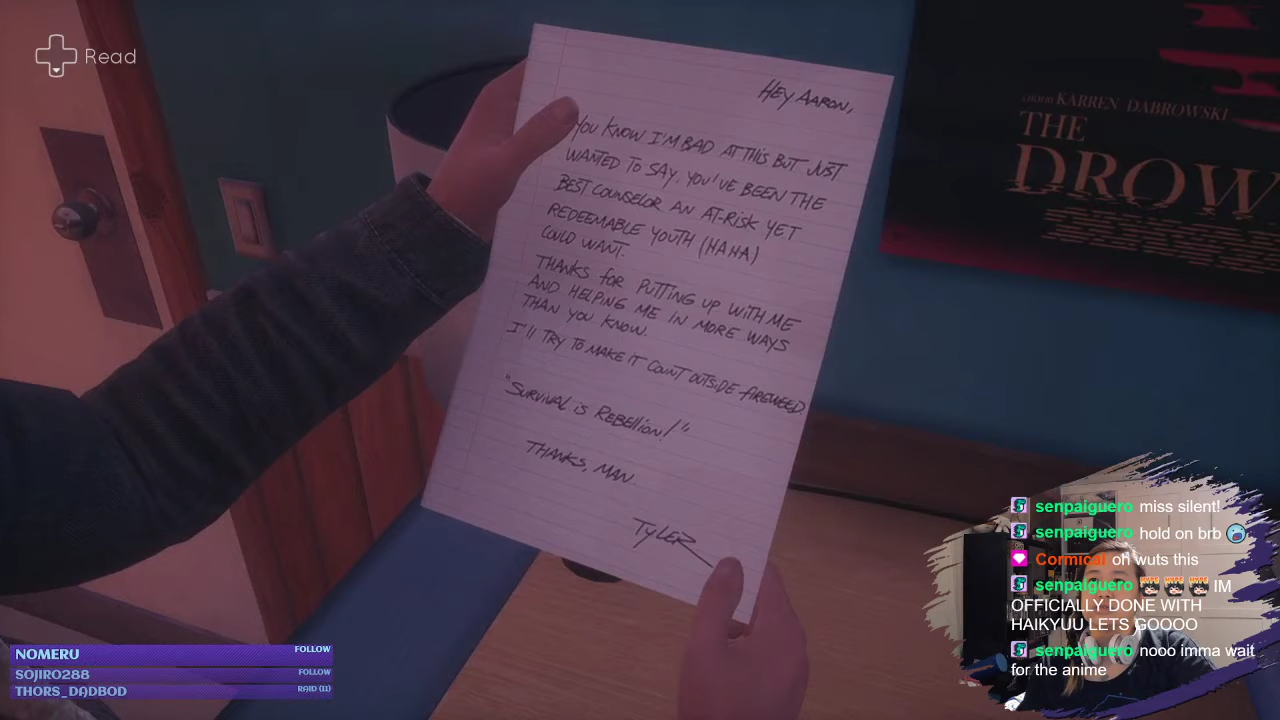 Read
HEY AARON,
YOU KNOW I'M BAD AT THIS BUT JUST
WANTED TO SAY, YOU'VE BEEN THE
BEST COUNSELOR AN AT-RISK YET
REDEEMABLE YOUTH (HAHA)
COULD WANT.
THANKS FOR PUTTING UP WITH ME
AND HELPING ME IN MORE WAYS
THAN YOU KNOW.
I'll TRY TO MAKE IT COUNT OUTSIDE FIREWEED.
"SURVIVAL IS REBELLION!"
THANKS, MAN.
TYLER
KARREN DABROWSKI
THE
DROW
senpaiguero miss silent!
senpaiguero hold on brb
Cormical oh wuts this
senpaiguero IM
OFFICIALLY DONE WITH
HAIKYUU LETS GOOOO
senpaiguero nooo imma wait
for the anime
NOMERU FOLLOW
SOJIRO288 FOLLOW
THORS_DADBOD RAID (11)